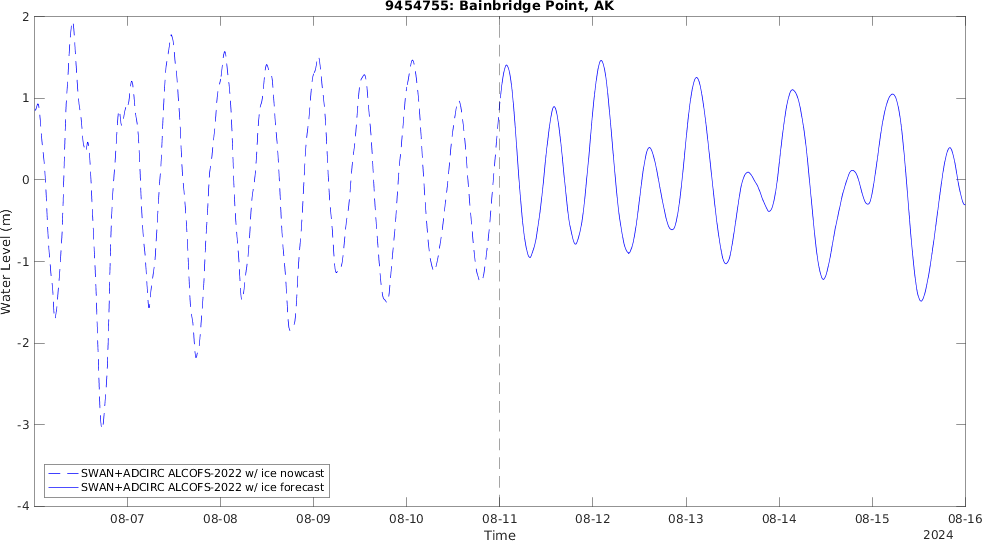 9454755: Bainbridge Point, AK
Water Level (m)
2
1
0
-1
-2
-3
-4
SWAN+ADCIRC ALCOFS-2022 w/ ice nowcast
SWAN+ADCIRC ALCOFS-2022 w/ ice forecast
08-07 08-08 08-09 08-10 08-11 08-12 08-13 08-14 08-15 08-16
Time
2024